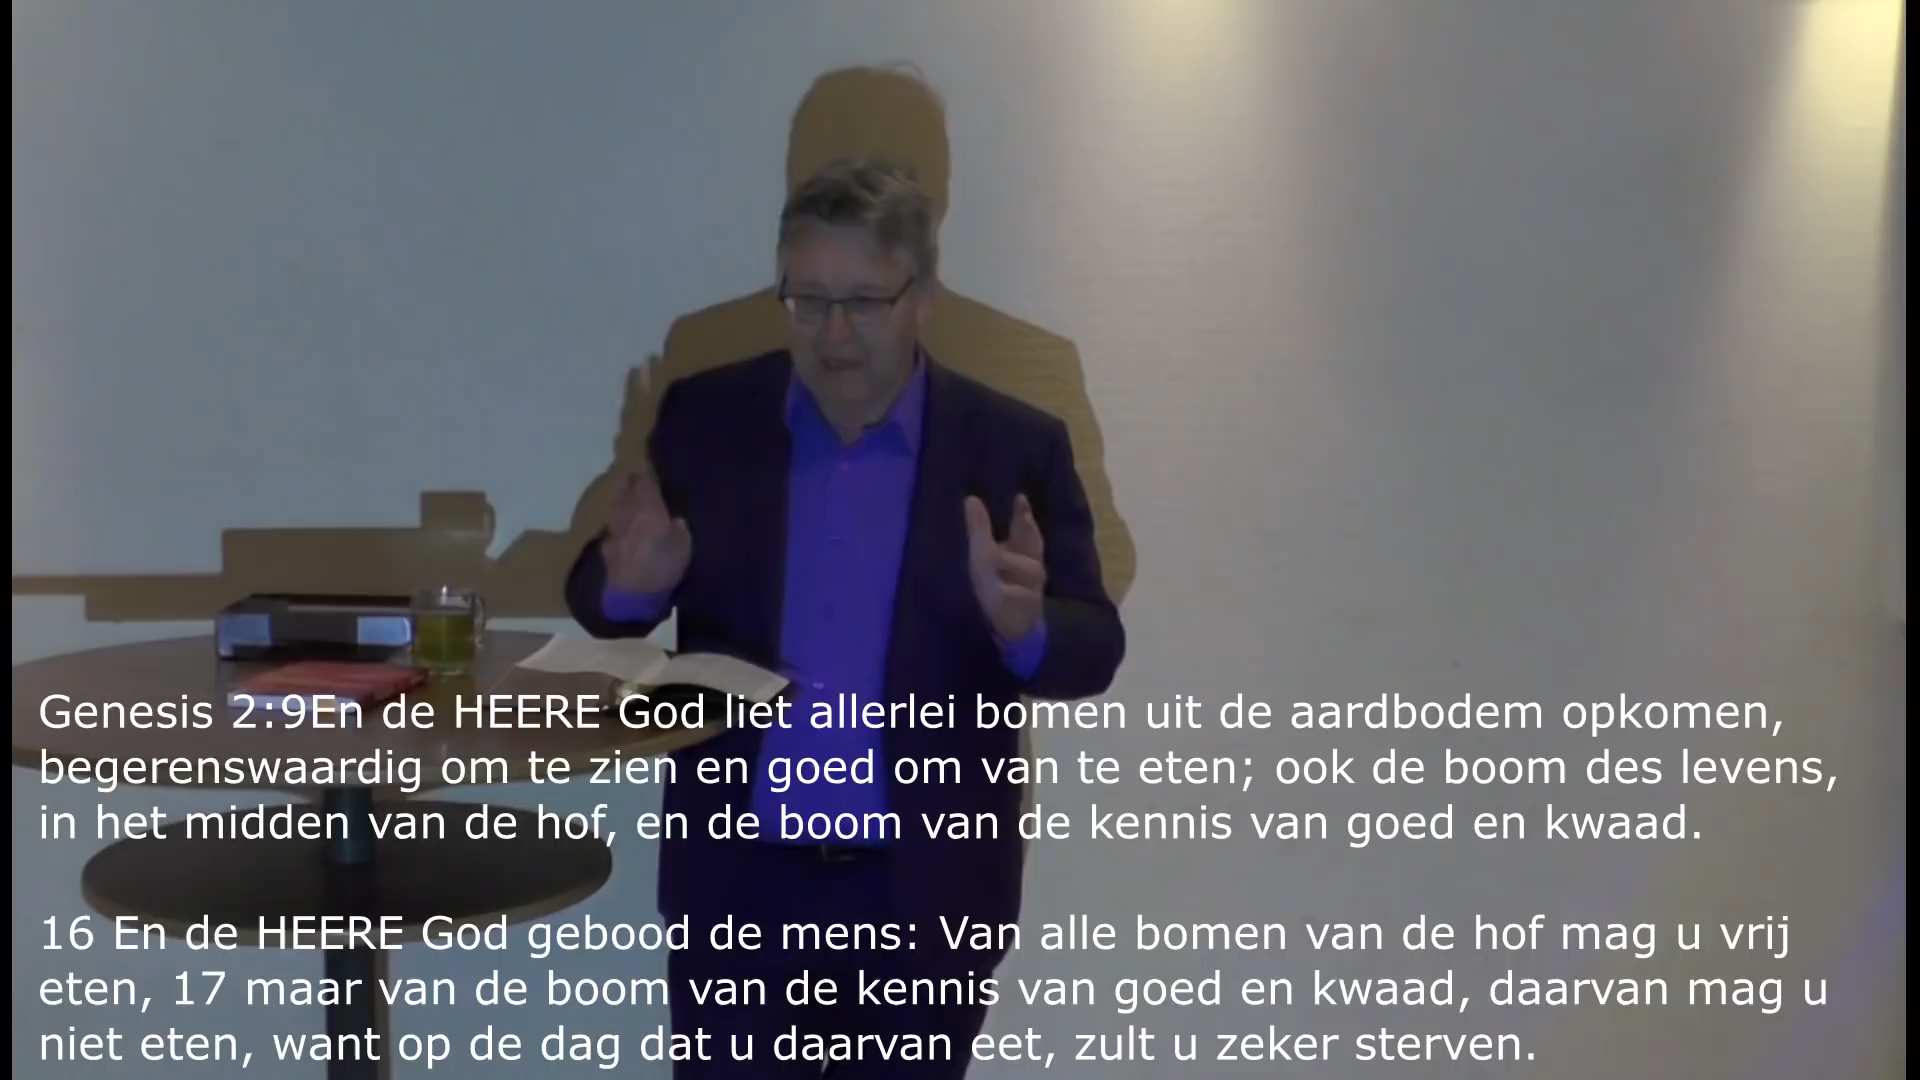 Genesis 2:9En de HEERE God liet allerlei bomen uit de aardbodem opkomen,
begerenswaardig om te zien en goed om van te eten; ook de boom des levens,
in het midden van de hof, en de boom van de kennis van goed en kwaad.
16 En de HEERE God gebood de mens: Van alle bomen van de hof mag u vrij
eten, 17 maar van de boom van de kennis van goed en kwaad, daarvan mag u
niet eten, want op de dag dat u daarvan eet, zult u zeker sterven.